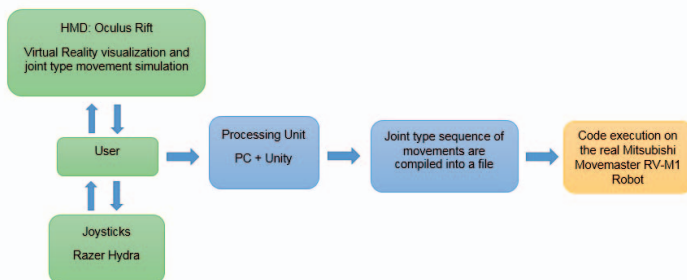 HMD: Oculus Rift
Virtual Reality visualization and
joint type movement simulation
User
Joysticks
Razer Hydra
Processing Unit
PC + Unity
Joint type sequence of
movements are
compiled into a file
Code execution on
the real Mitsubishi
Movemaster RV-M1
Robot